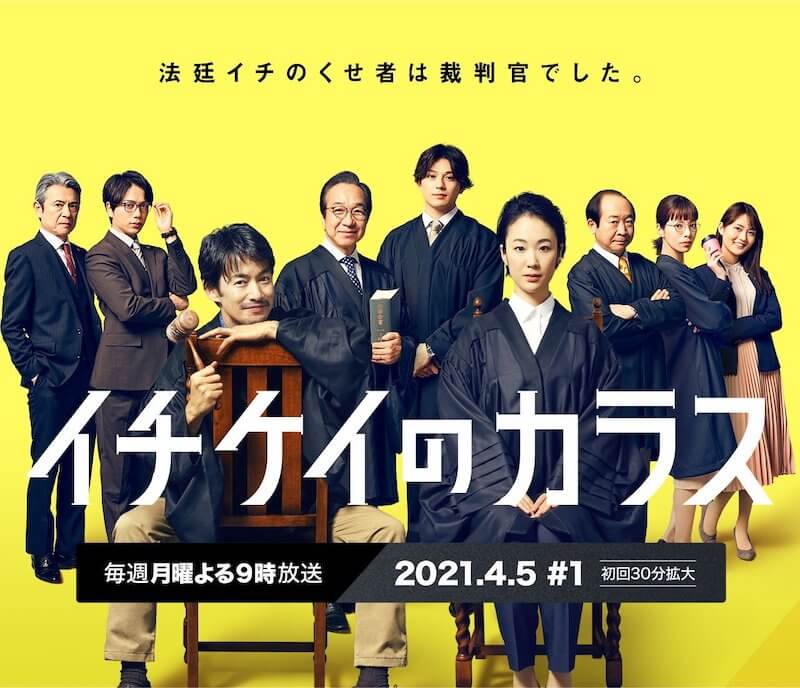 法廷イチのくせ者は裁判官でした。
イチケイのカラス
毎週月曜よる9時放送
2021.4.5 #1 初回30分拡大